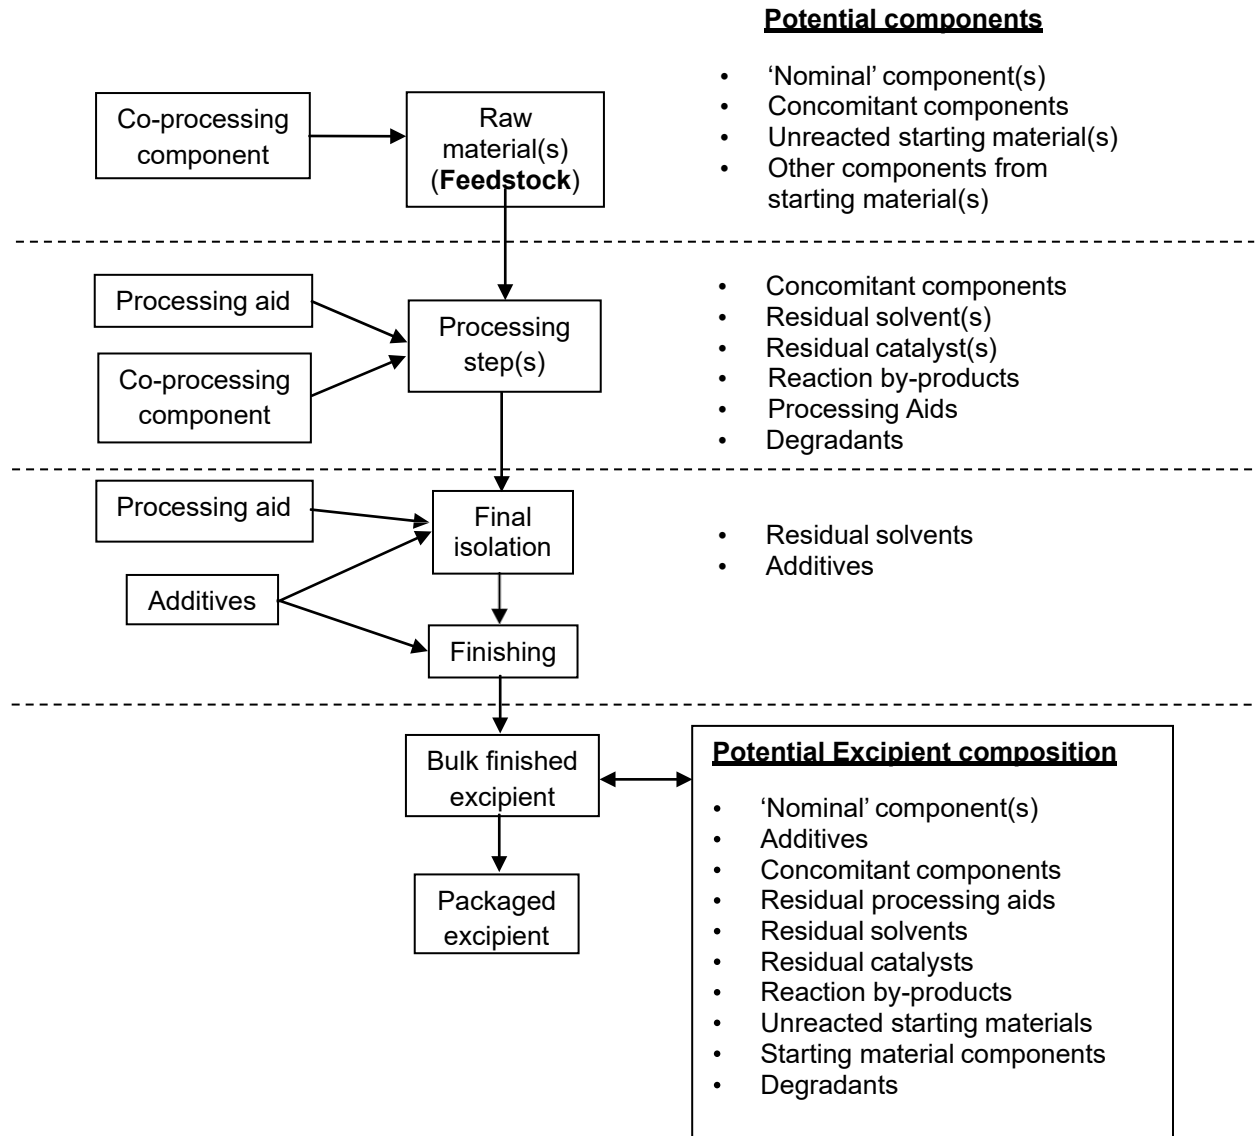 Potential components
• ‘Nominal’ component(s)
• Concomitant components
• Unreacted starting material(s)
• Other components from
starting material(s)
Co-processing
component
Raw
material(s)
(Feedstock)
Processing aid
Co-processing
component
Processing
step(s)
• Concomitant components
• Residual solvent(s)
• Residual catalyst(s)
• Reaction by-products
• Processing Aids
• Degradants
Processing aid
Additives
Final
isolation
Finishing
• Residual solvents
• Additives
Bulk finished
excipient
Packaged
excipient
Potential Excipient composition
• ‘Nominal’ component(s)
• Additives
• Concomitant components
• Residual processing aids
• Residual solvents
• Residual catalysts
• Reaction by-products
• Unreacted starting materials
• Starting material components
• Degradants